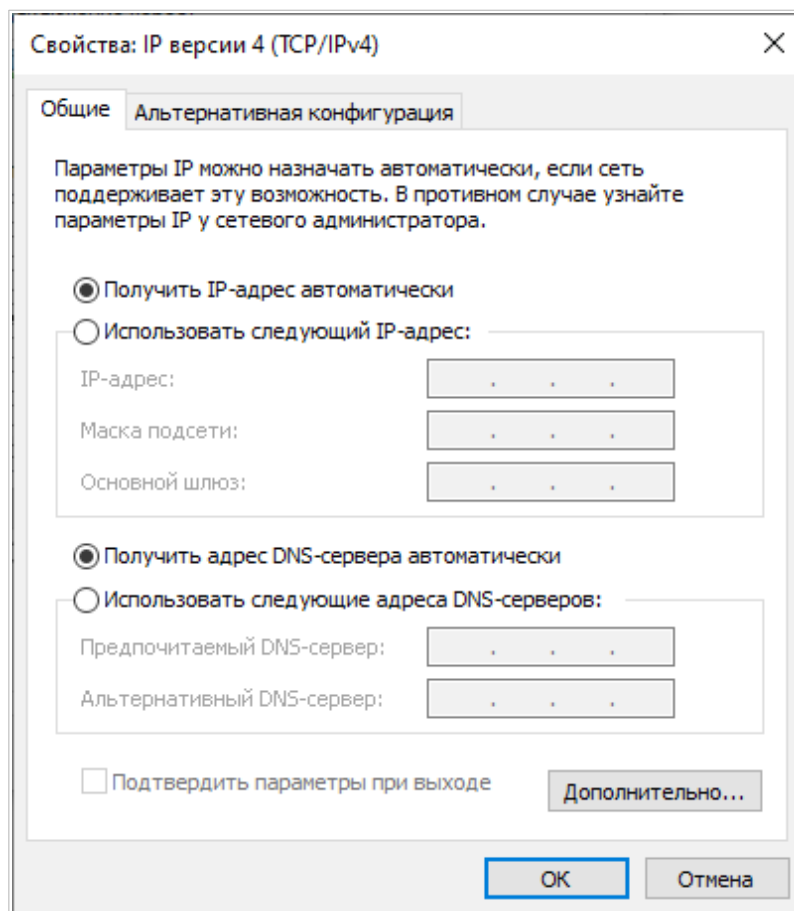 Свойства: IP версии 4 (TCP/IPv4)
Общие
Альтернативная конфигурация
Параметры IP можно назначать автоматически, если сеть
поддерживает эту возможность. В противном случае узнайте
параметры IP у сетевого администратора.
Получить IP-адрес автоматически
Использовать следующий IP-адрес:
IP-адрес:
Маска подсети:
Основной шлюз:
Получить адрес DNS-сервера автоматически
Использовать следующие адреса DNS-серверов:
Предпочитаемый DNS-сервер:
Альтернативный DNS-сервер:
Подтвердить параметры при выходе
Дополнительно...
ОК
Отмена